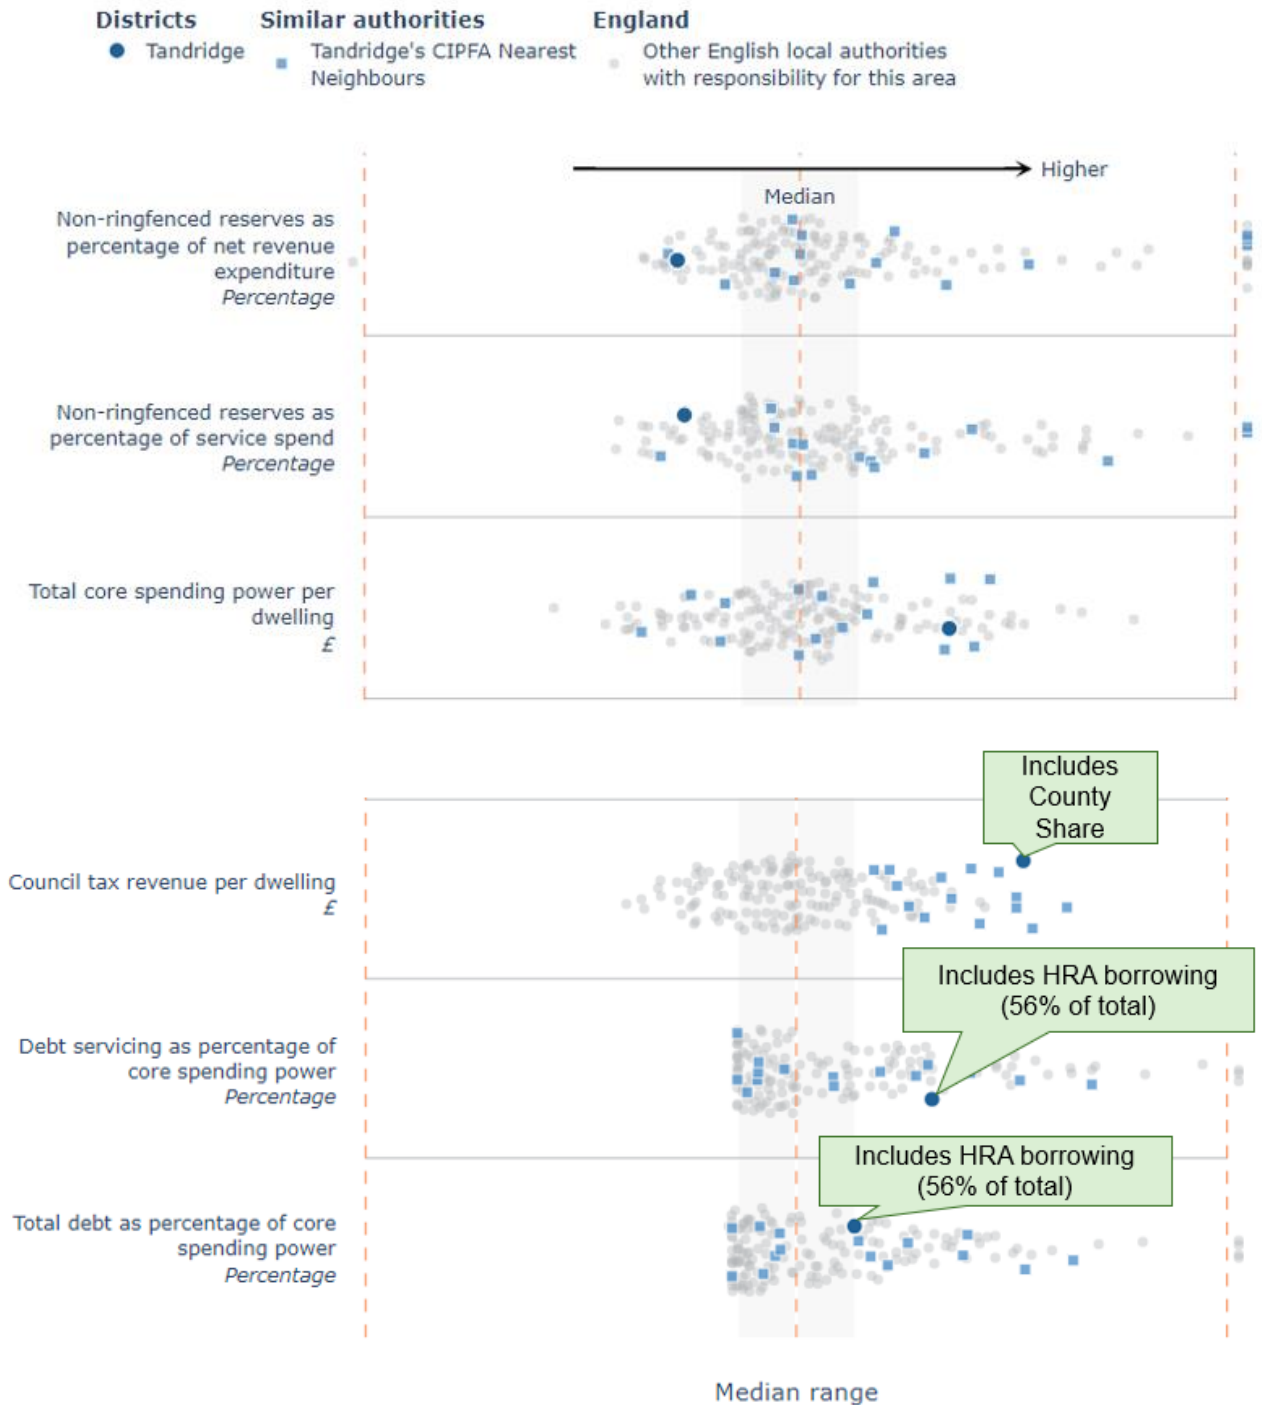 Districts Similar authorities England
Tandridge
Tandridge's CIPFA Nearest
Neighbours
Other English local authorities
with responsibility for this area
Higher
Median
Non-ringfenced reserves as
percentage of net revenue
expenditure
Percentage
Non-ringfenced reserves as
percentage of service spend
Percentage
Total core spending power per
dwelling
£
Includes
County
Share
Council tax revenue per dwelling
£
Includes HRA borrowing
(56% of total)
Debt servicing as percentage of
core spending power
Percentage
Includes HRA borrowing
(56% of total)
Total debt as percentage of core
spending power
Percentage
Median range